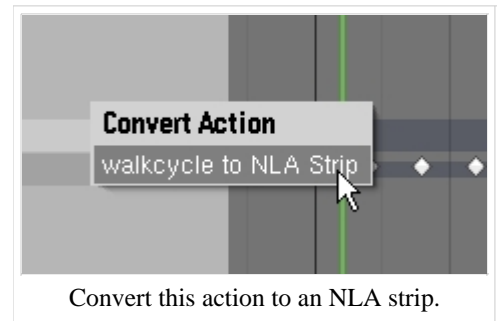 Convert Action
walkcycle to NLA Strip
Convert this action to an NLA strip.